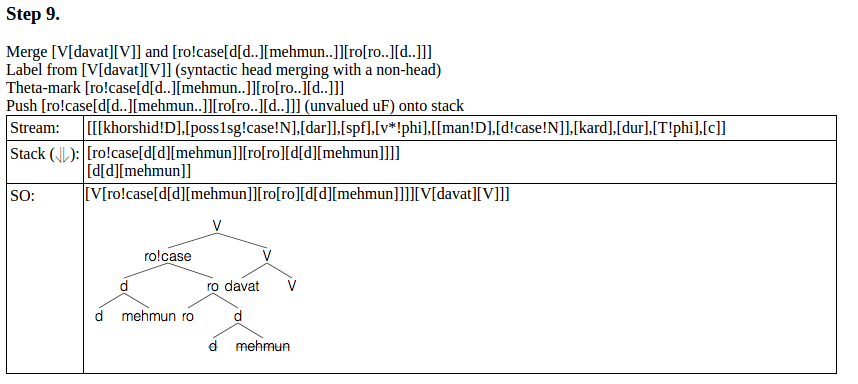 Step 9.
Merge [V[davat][V]] and [ro!case[d[d..][mehmun..]][ro[ro..][d..]]]
Label from [V[davat][V]] (syntactic head merging with a non-head)
Theta-mark [ro!case[d[d..][mehmun..]][ro[ro..][d..]]]
Push [ro!case[d[d..][mehmun..]][ro[ro..][d..]]] (unvalued uF) onto stack
Stream: [[[khorshid!D],[poss1sg!case!N],[dar]],[spf],[v*!phi],[[man!D],[d!case!N]],[kard],[dur],[T!phi],[c]]
Stack (⥥): [ro!case[d[d][mehmun]][ro[ro][d[d][mehmun]]]]
[d[d][mehmun]]
SO: [V[ro!case[d[d][mehmun]][ro[ro][d[d][mehmun]]]][V[davat][V]]]
V
ro!case V
d ro davat V
d mehmun ro d
d mehmun